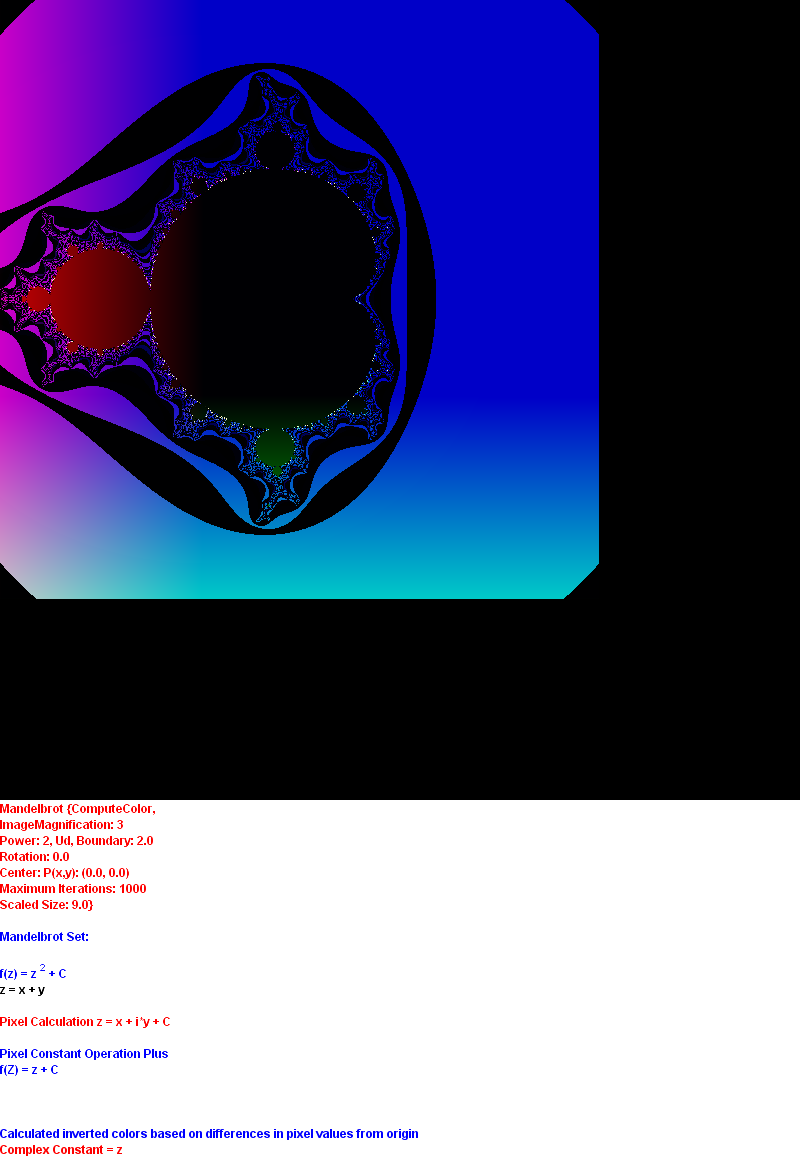 Mandelbrot {ComputeColor,
ImageMagnification: 3
Power: 2, Ud, Boundary: 2.0
Rotation: 0.0
Center: P(x,y): (0.0, 0.0)
Maximum Iterations: 1000
Scaled Size: 9.0}
Mandelbrot Set:
f(z) = z 2 + C
z = x + y
Pixel Calculation z = x + i*y + C
Pixel Constant Operation Plus
f(Z) = z + C
Calculated inverted colors based on differences in pixel values from origin
Complex Constant = z